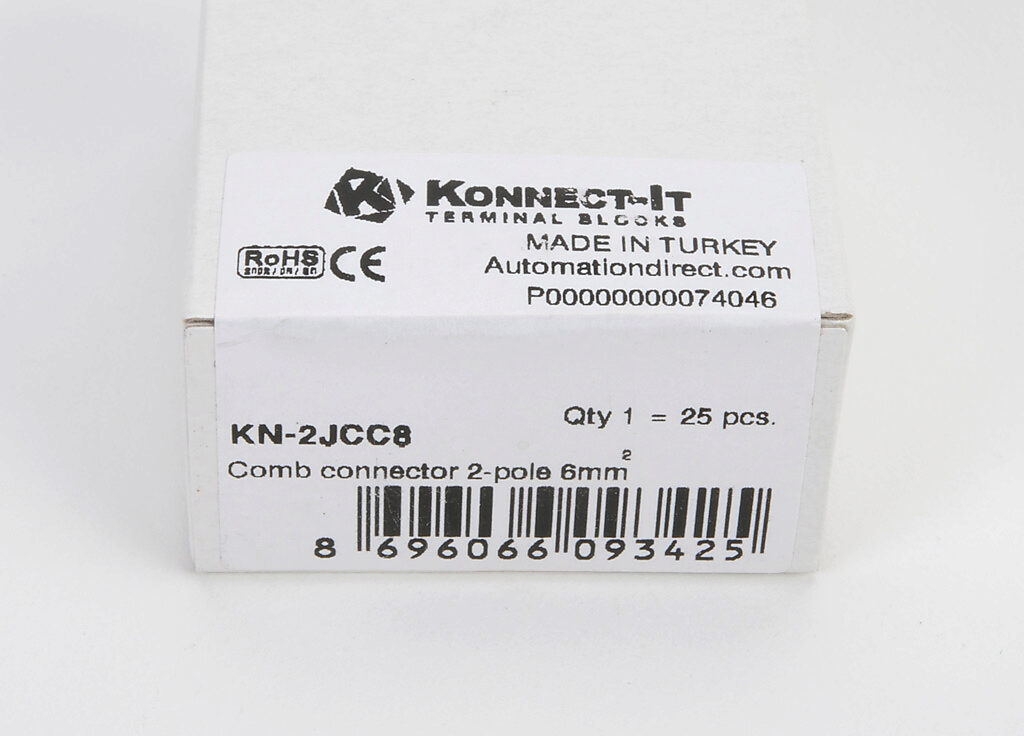 KONNECT-IT
TERMINAL BLOCKS
MADE IN TURKEY
RoHS
2002/95/EC
CE
Automationdirect.com
P00000000074046
Qty 1 = 25 pcs.
KN-2JCC8
Comb connector 2-pole 6mm²
8 696066 093425